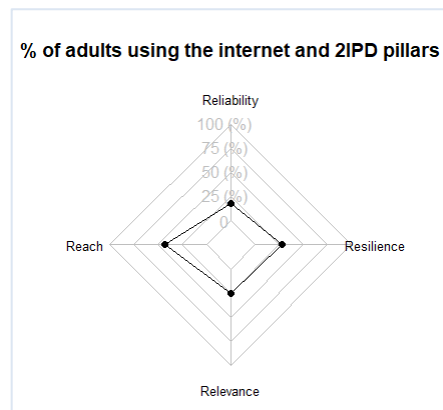 % of adults using the internet and 2IPD pillars
Reliability
100 (%)
75 (%)
50 (%)
25 (%)
0
Reach
Resilience
Relevance